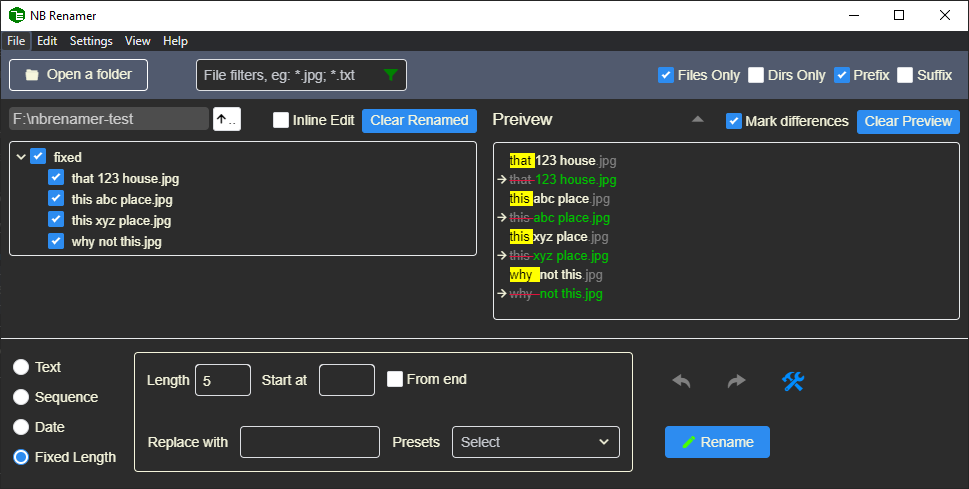 NB Renamer
File Edit Settings View Help
Open a folder File filters, eg: *.jpg; *.txt Files Only Dirs Only Prefix Suffix
F:\nbrenamer-test .. Inline Edit Clear Renamed Preivew Mark differences Clear Preview
fixed
that 123 house.jpg
this abc place.jpg
this xyz place.jpg
why not this.jpg
that 123 house.jpg
that 123 house.jpg
this abc place.jpg
this abc place.jpg
this xyz place.jpg
this xyz place.jpg
why not this.jpg
why not this.jpg
Text
Sequence
Date
Fixed Length
Length 5 Start at From end
Replace with Presets Select
Rename